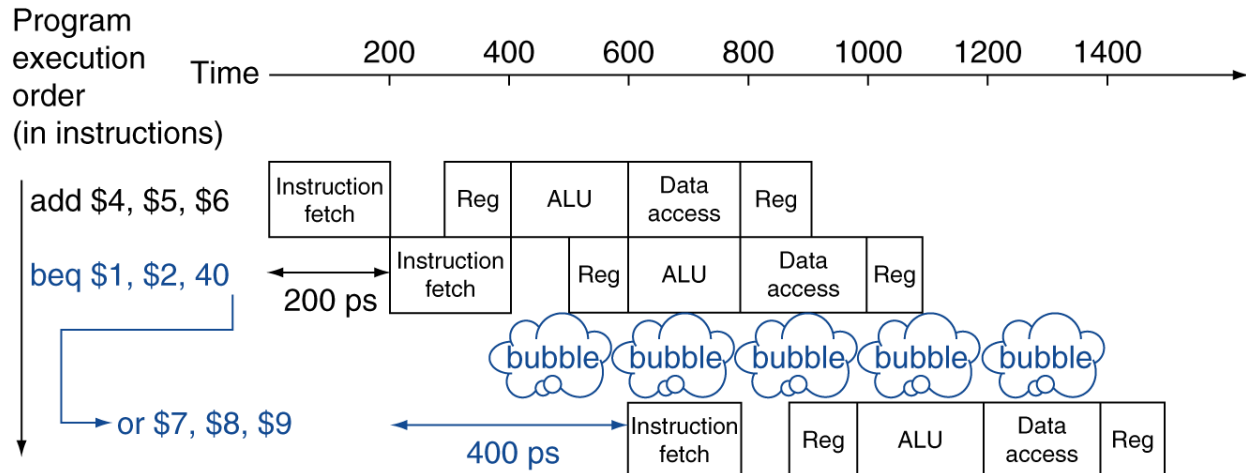 Program
execution
order
(in instructions)
Time
200 400 600 800 1000 1200 1400
add $4, $5, $6
Instruction
fetch
Reg
ALU
Data
access
Reg
beq $1, $2, 40
200 ps
Instruction
fetch
Reg
ALU
Data
access
Reg
bubble bubble bubble bubble bubble
or $7, $8, $9
400 ps
Instruction
fetch
Reg
ALU
Data
access
Reg